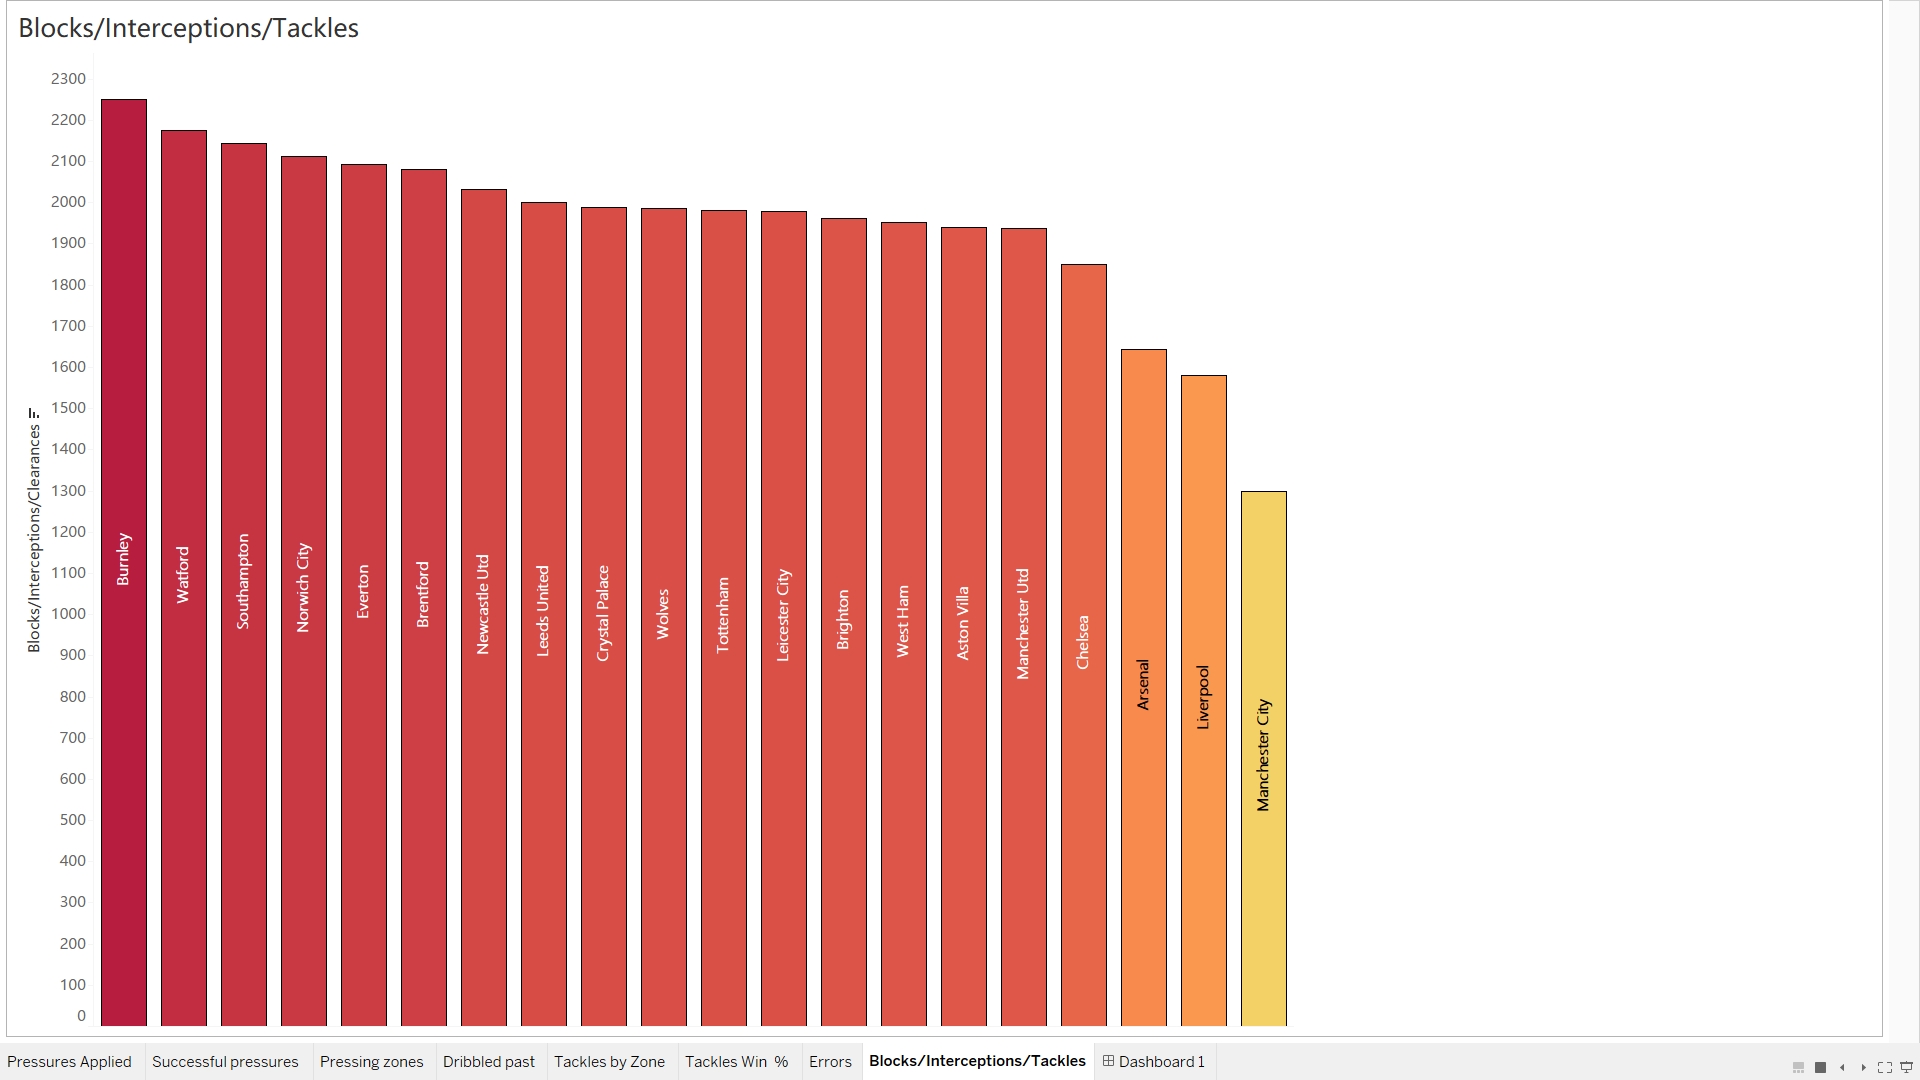 Blocks/Interceptions/Tackles
Blocks/Interceptions/Clearances
2300
2200
2100
2000
1900
1800
1700
1600
1500
1400
1300
1200
1100
1000
900
800
700
600
500
400
300
200
100
0
Burnley
Watford
Southampton
Norwich City
Everton
Brentford
Newcastle Utd
Leeds United
Crystal Palace
Wolves
Tottenham
Leicester City
Brighton
West Ham
Aston Villa
Manchester Utd
Chelsea
Arsenal
Liverpool
Manchester City
Pressures Applied Successful pressures Pressing zones Dribbled past Tackles by Zone Tackles Win % Errors Blocks/Interceptions/Tackles Dashboard 1